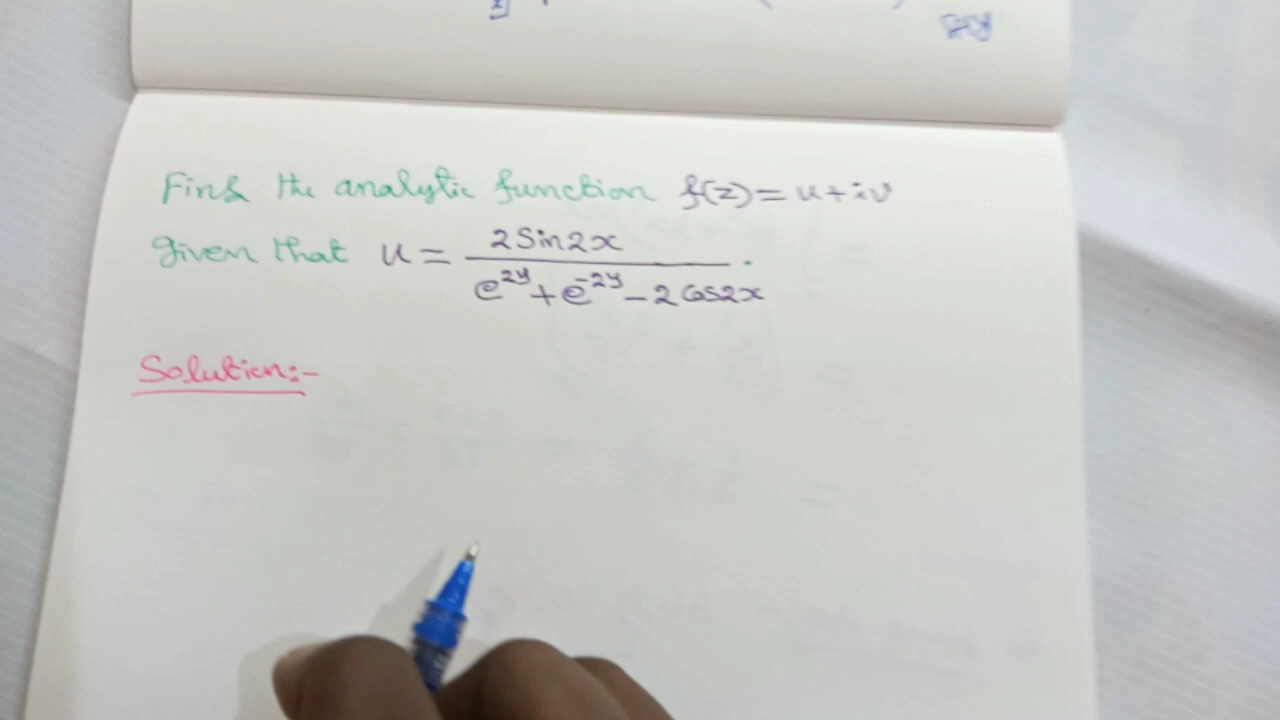 Find the analytic function f(z) = u+iv
given that u = 2 Sin2x / e^{2y} + e^{-2y} - 2 Cos2x .
Solution:-